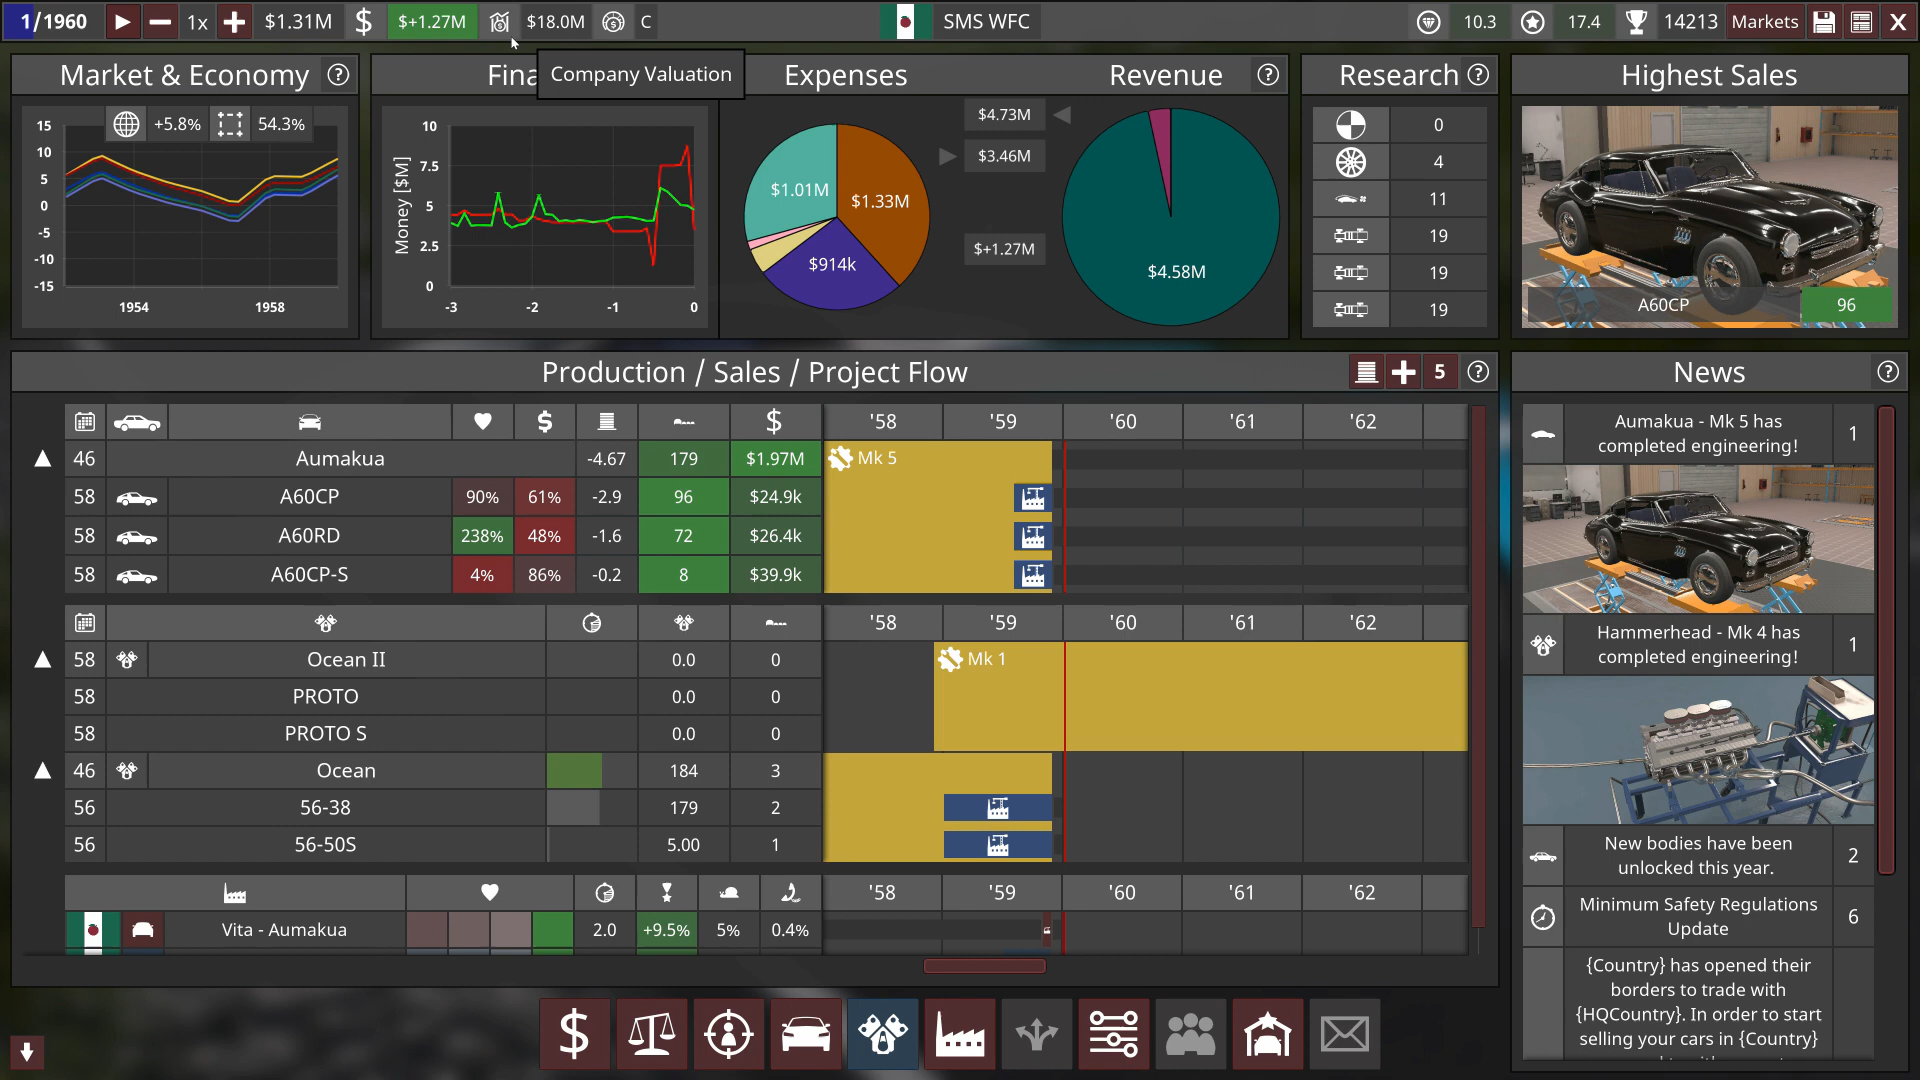 1/1960 1x $1.31M $ $+1.27M $18.0M C SMS WFC 10.3 17.4 14213 Markets X
Market & Economy ?
+5.8% 54.3%
15
10
5
0
-5
-10
-15
1954 1958
Fina
Company Valuation
Money [$M]
10
7.5
5
2.5
0
-3 -2 -1 0
Expenses Revenue ?
$4.73M
$3.46M
$+1.27M
$1.01M
$1.33M
$914k
$4.58M
Research ?
0
4
11
19
19
19
Highest Sales
A60CP 96
Production / Sales / Project Flow 5 ?
$ $ '58 '59 '60 '61 '62
46 Aumakua -4.67 179 $1.97M Mk 5
58 A60CP 90% 61% -2.9 96 $24.9k
58 A60RD 238% 48% -1.6 72 $26.4k
58 A60CP-S 4% 86% -0.2 8 $39.9k
'58 '59 '60 '61 '62
58 Ocean II 0.0 0 Mk 1
58 PROTO 0.0 0
58 PROTO S 0.0 0
46 Ocean 184 3
56 56-38 179 2
56 56-50S 5.00 1
'58 '59 '60 '61 '62
Vita - Aumakua 2.0 +9.5% 5% 0.4%
News ?
Aumakua - Mk 5 has
completed engineering! 1
Hammerhead - Mk 4 has
completed engineering! 1
New bodies have been
unlocked this year. 2
Minimum Safety Regulations
Update 6
{Country} has opened their
borders to trade with
{HQCountry}. In order to start
selling your cars in {Country}
$